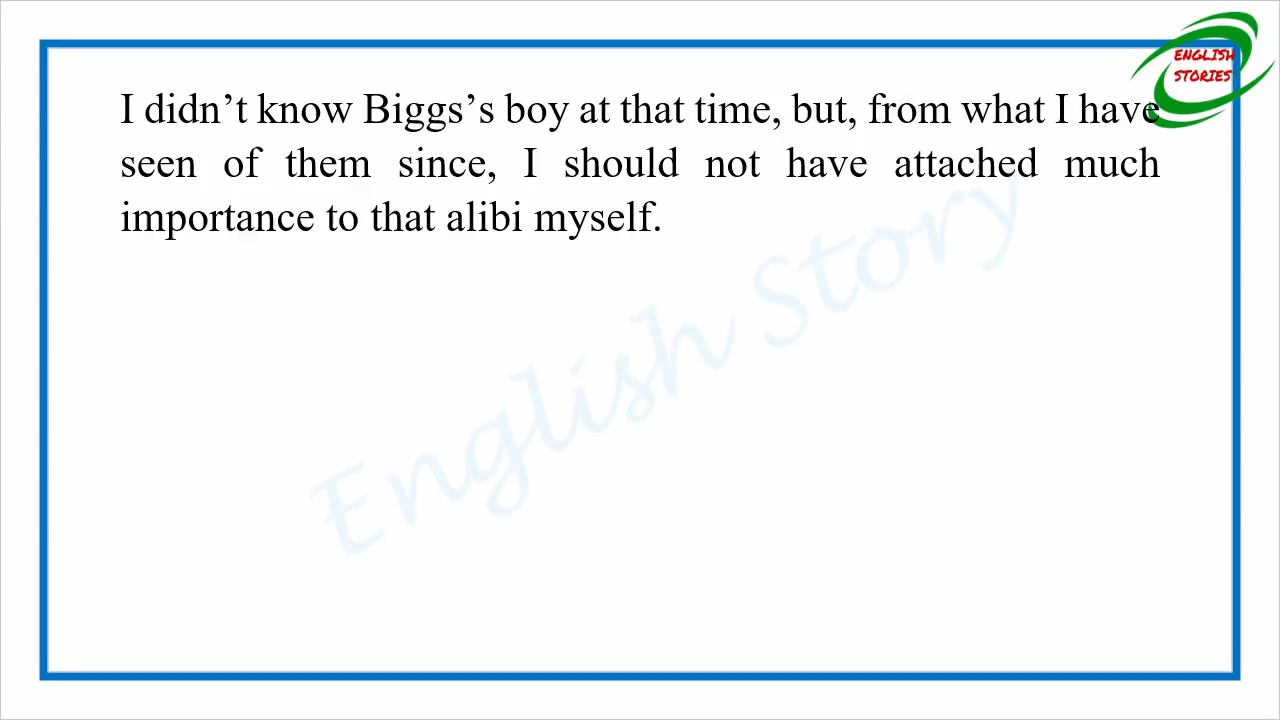 ENGLISH
STORIES
I didn’t know Biggs’s boy at that time, but, from what I have
seen of them since, I should not have attached much
importance to that alibi myself.
English Story